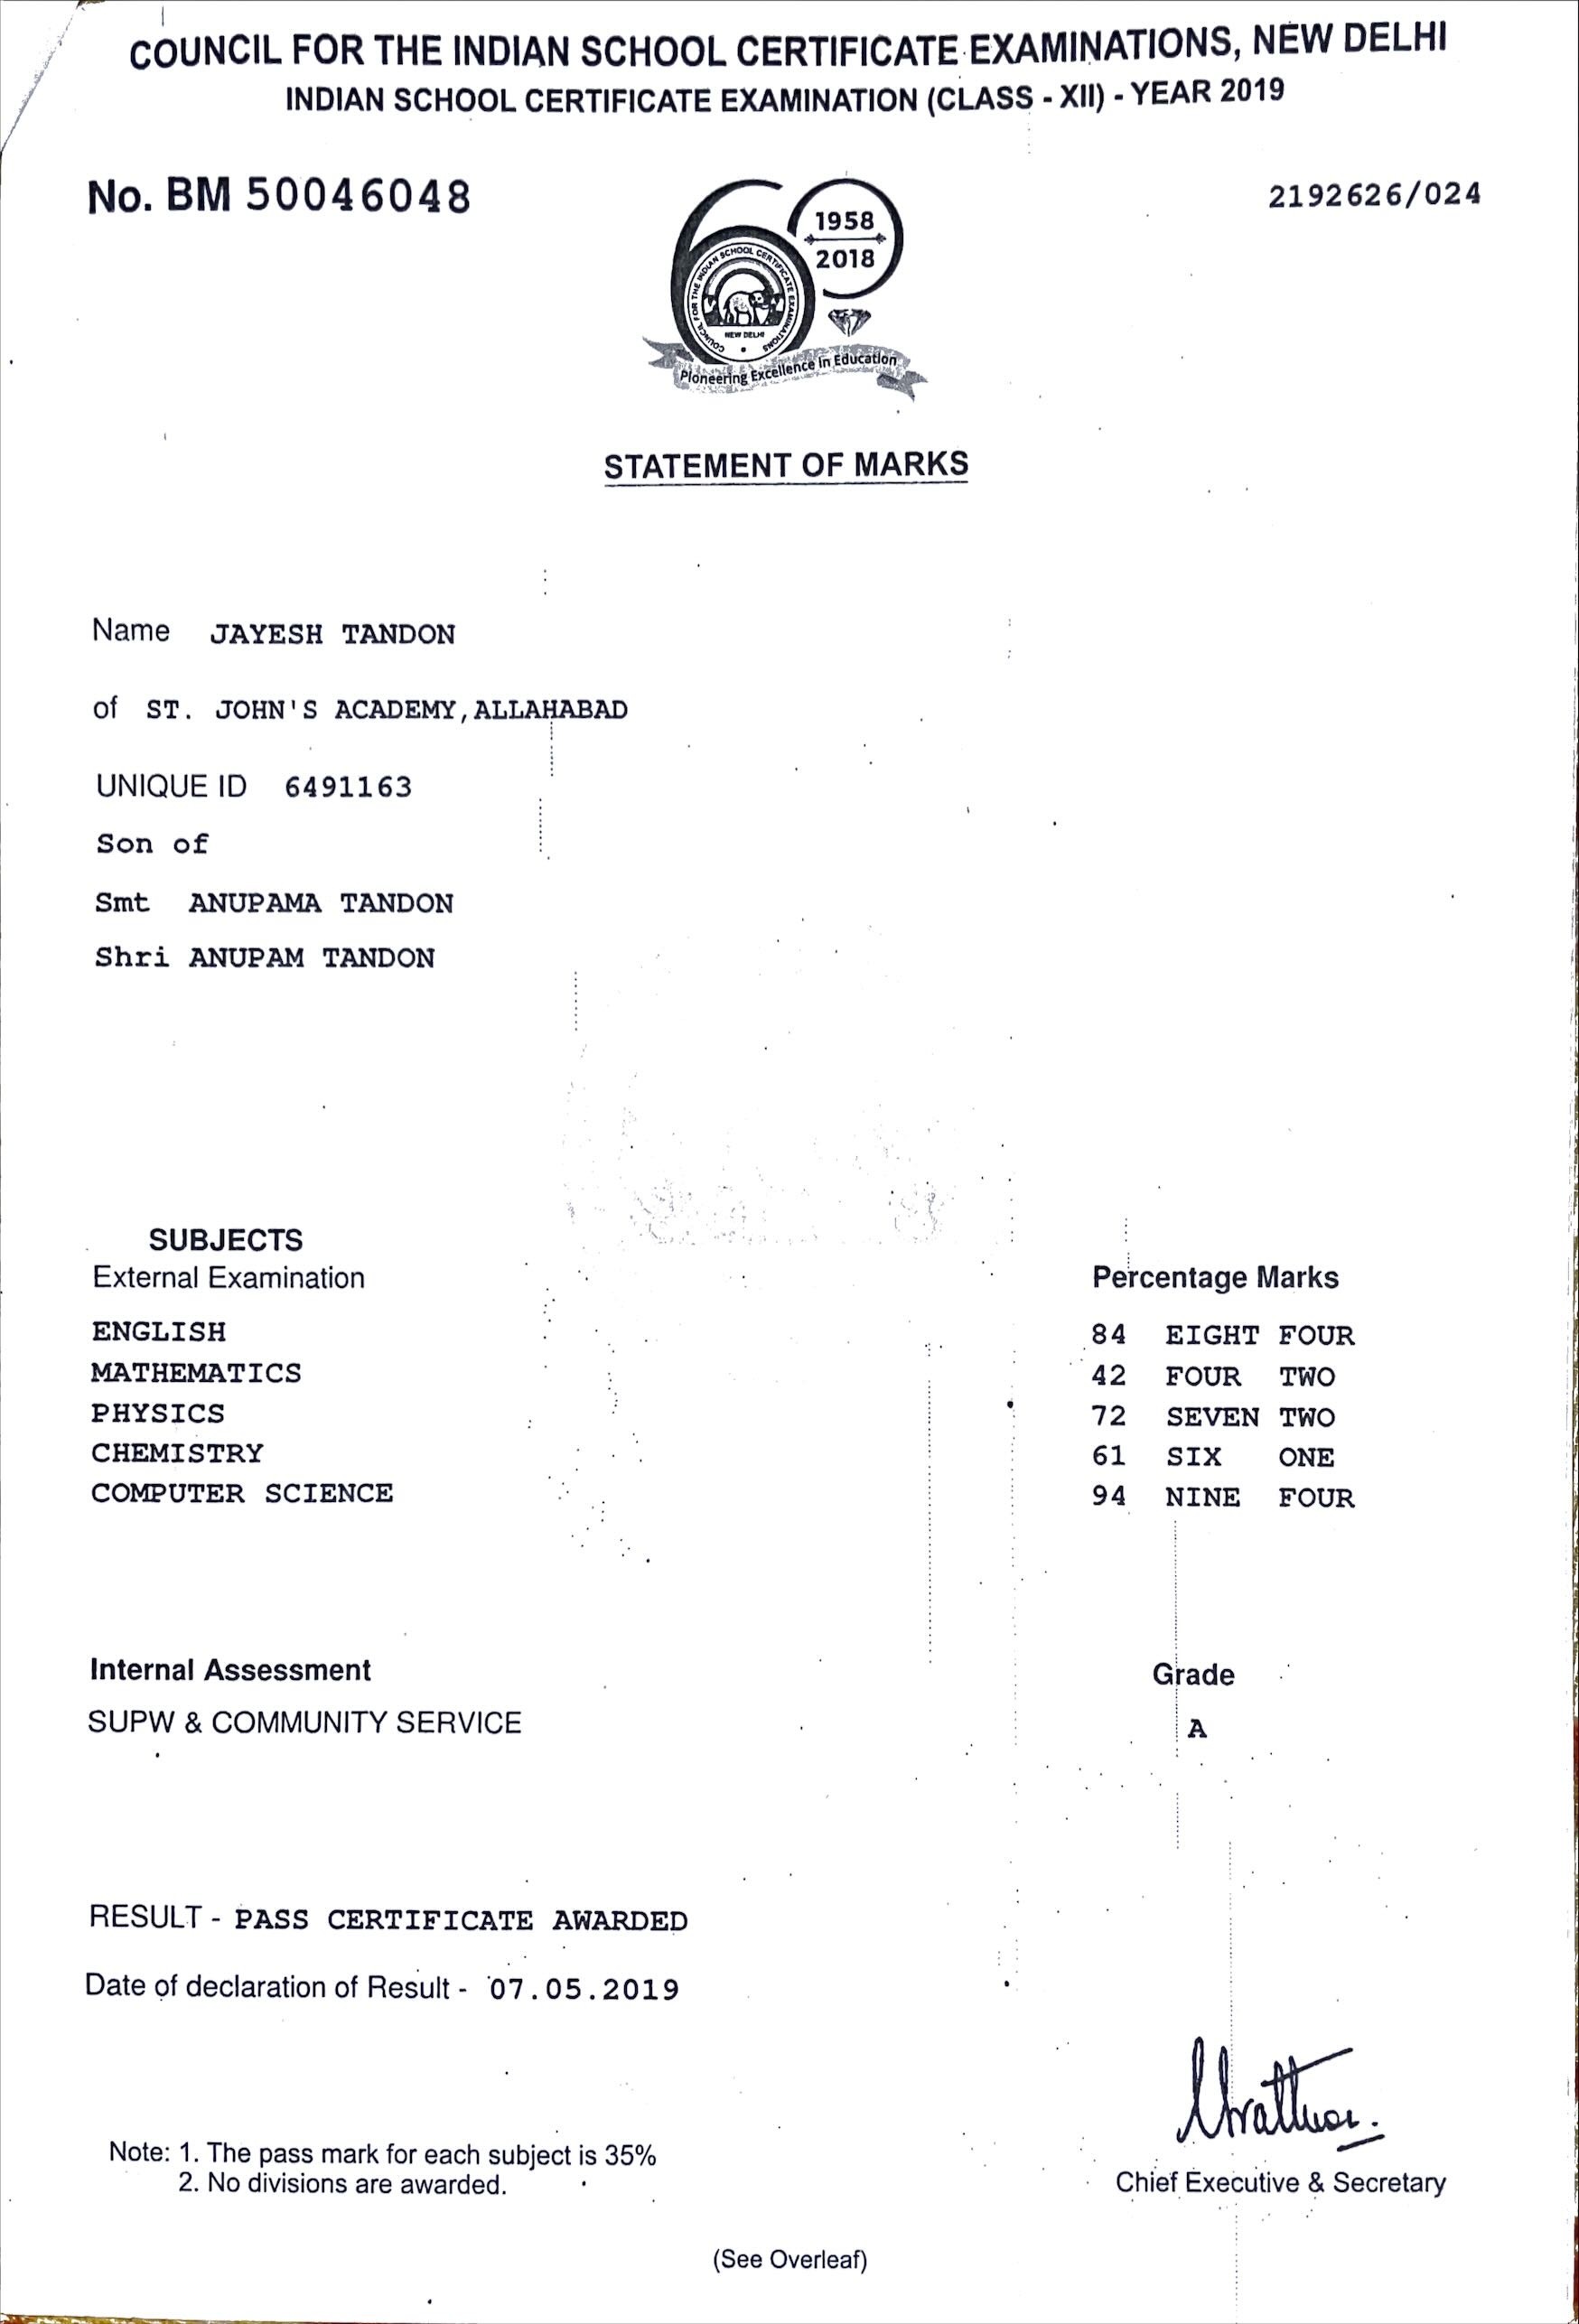 COUNCIL FOR THE INDIAN SCHOOL CERTIFICATE EXAMINATIONS, NEW DELHI
INDIAN SCHOOL CERTIFICATE EXAMINATION (CLASS - XII) - YEAR 2019
No. BM 50046048
2192626/024
60
1958
2018
COUNCIL FOR THE INDIAN SCHOOL CERTIFICATE EXAMINATIONS
NEW DELHI
Pioneering Excellence in Education
STATEMENT OF MARKS
Name JAYESH TANDON
of ST. JOHN'S ACADEMY,ALLAHABAD
UNIQUE ID 6491163
Son of
Smt ANUPAMA TANDON
Shri ANUPAM TANDON
SUBJECTS
External Examination Percentage Marks
ENGLISH 84 EIGHT FOUR
MATHEMATICS 42 FOUR TWO
PHYSICS 72 SEVEN TWO
CHEMISTRY 61 SIX ONE
COMPUTER SCIENCE 94 NINE FOUR
Internal Assessment Grade
SUPW & COMMUNITY SERVICE A
RESULT - PASS CERTIFICATE AWARDED
Date of declaration of Result - 07.05.2019
Note: 1. The pass mark for each subject is 35%
2. No divisions are awarded.
Chief Executive & Secretary
(See Overleaf)